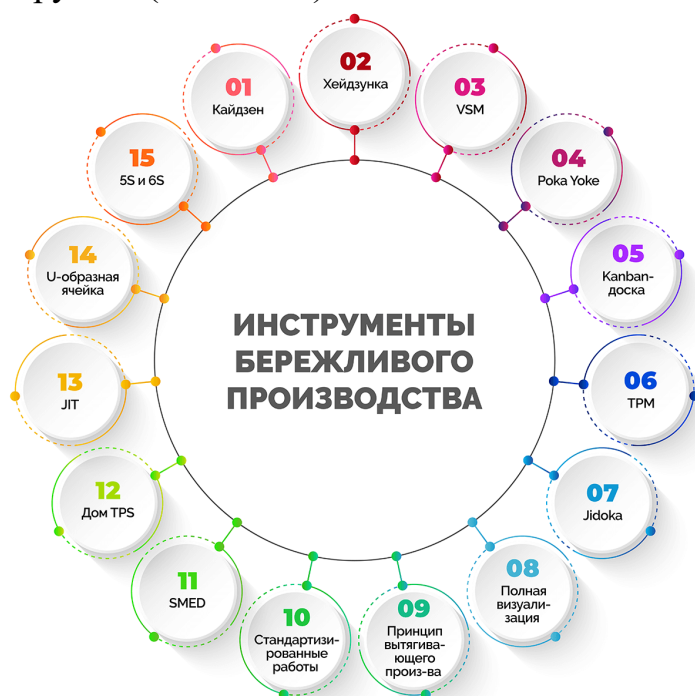 ИНСТРУМЕНТЫ
БЕРЕЖЛИВОГО
ПРОИЗВОДСТВА
01
Кайдзен
02
Хейдзунка
03
VSM
04
Poka Yoke
05
Kanban-
доска
06
TPM
07
Jidoka
08
Полная
визуали-
зация
09
Принцип
вытягива-
ющего
произ-ва
10
Стандартизи-
рованные
работы
11
SMED
12
Дом TPS
13
JIT
14
U-образная
ячейка
15
5S и 6S